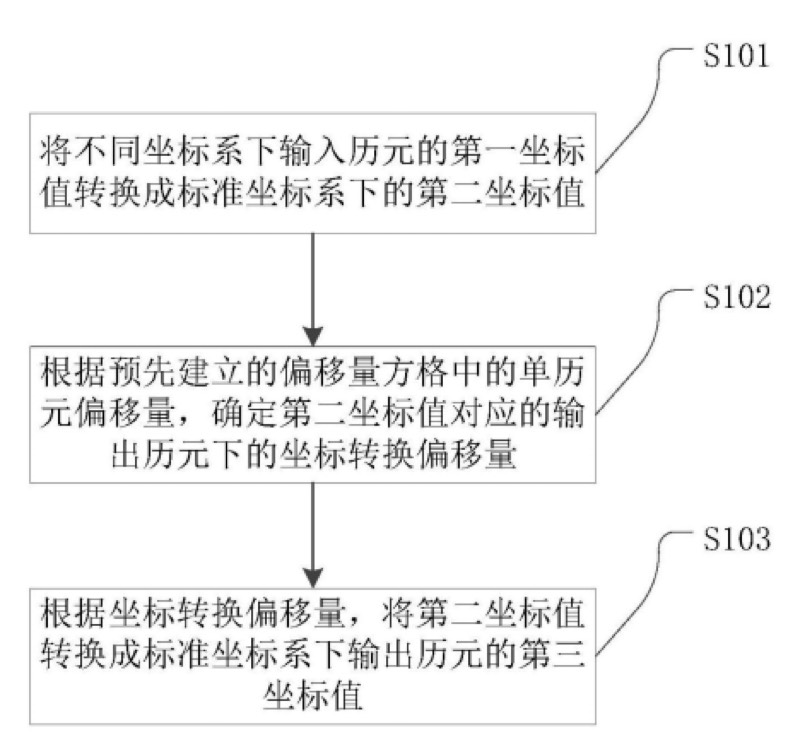 S101
将不同坐标系下输入历元的第一坐标
值转换成标准坐标系下的第二坐标值
S102
根据预先建立的偏移量方格中的单历
元偏移量，确定第二坐标值对应的输
出历元下的坐标转换偏移量
S103
根据坐标转换偏移量，将第二坐标值
转换成标准坐标系下输出历元的第三
坐标值